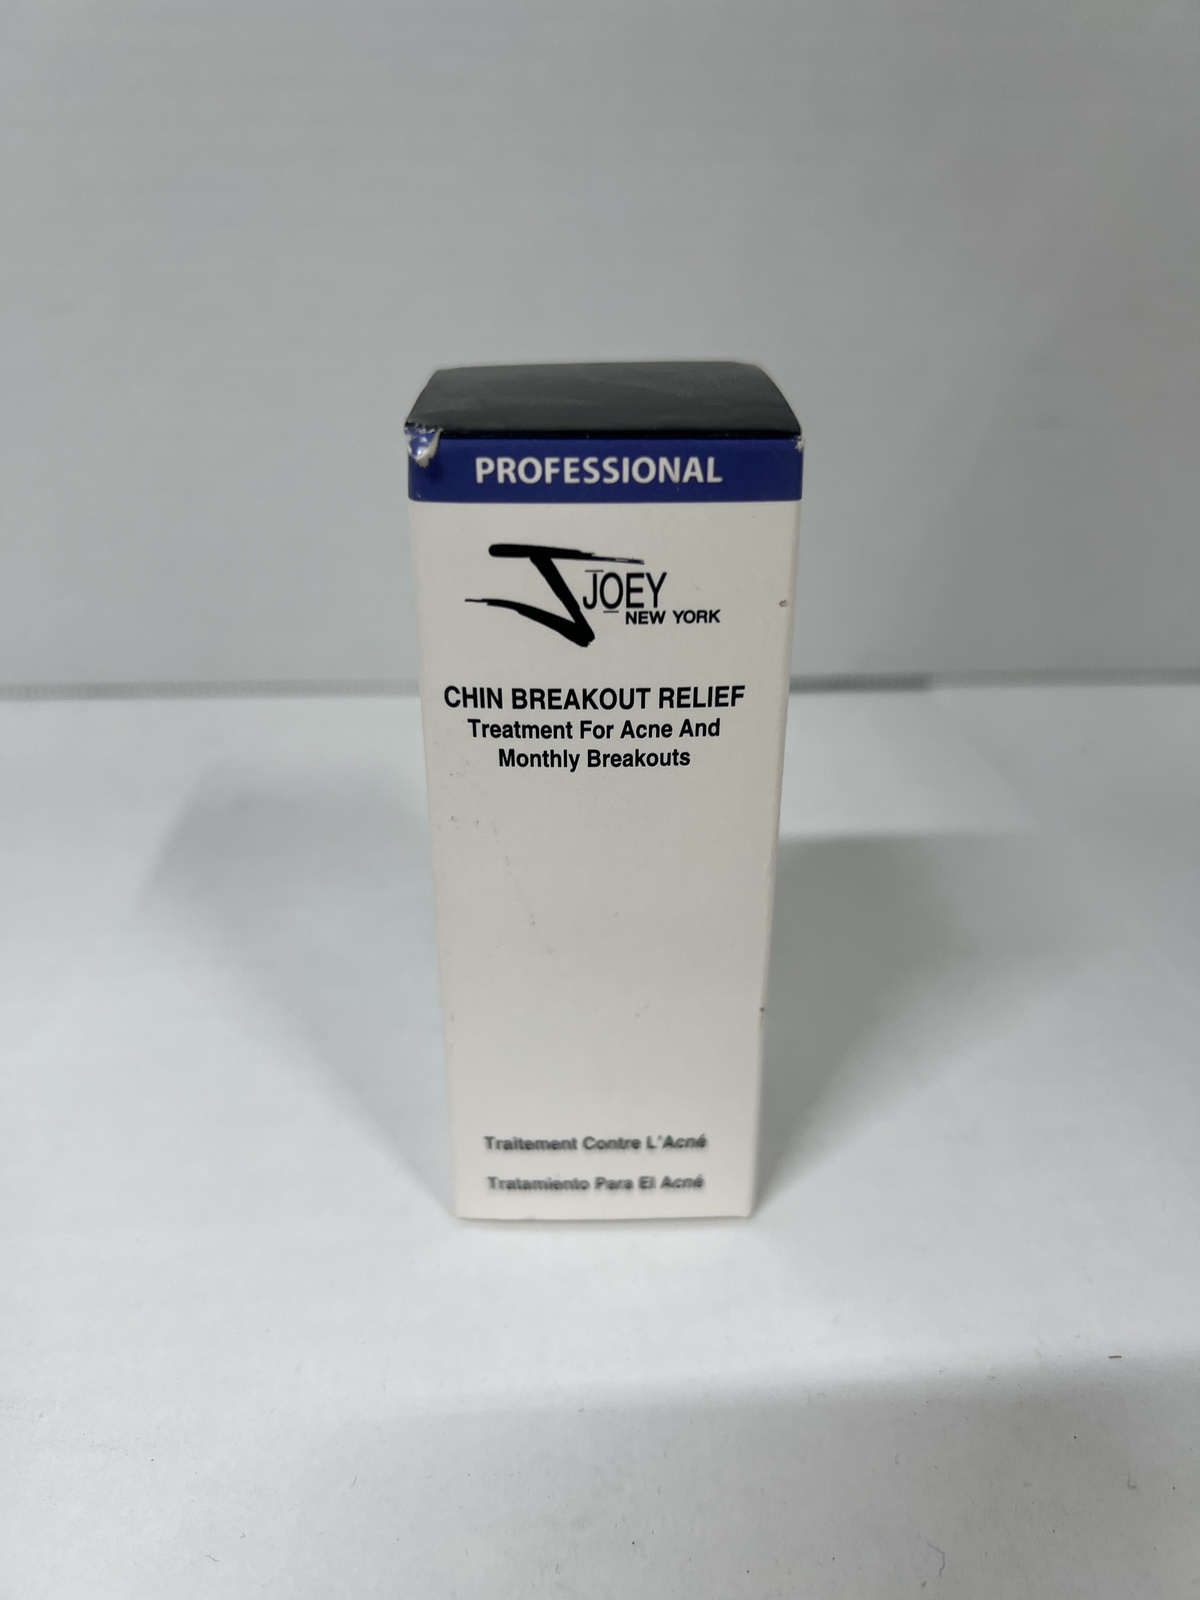 PROFESSIONAL
JOEY
NEW YORK
CHIN BREAKOUT RELIEF
Treatment For Acne And
Monthly Breakouts
Traitement Contre L'Acné
Tratamiento Para El Acné